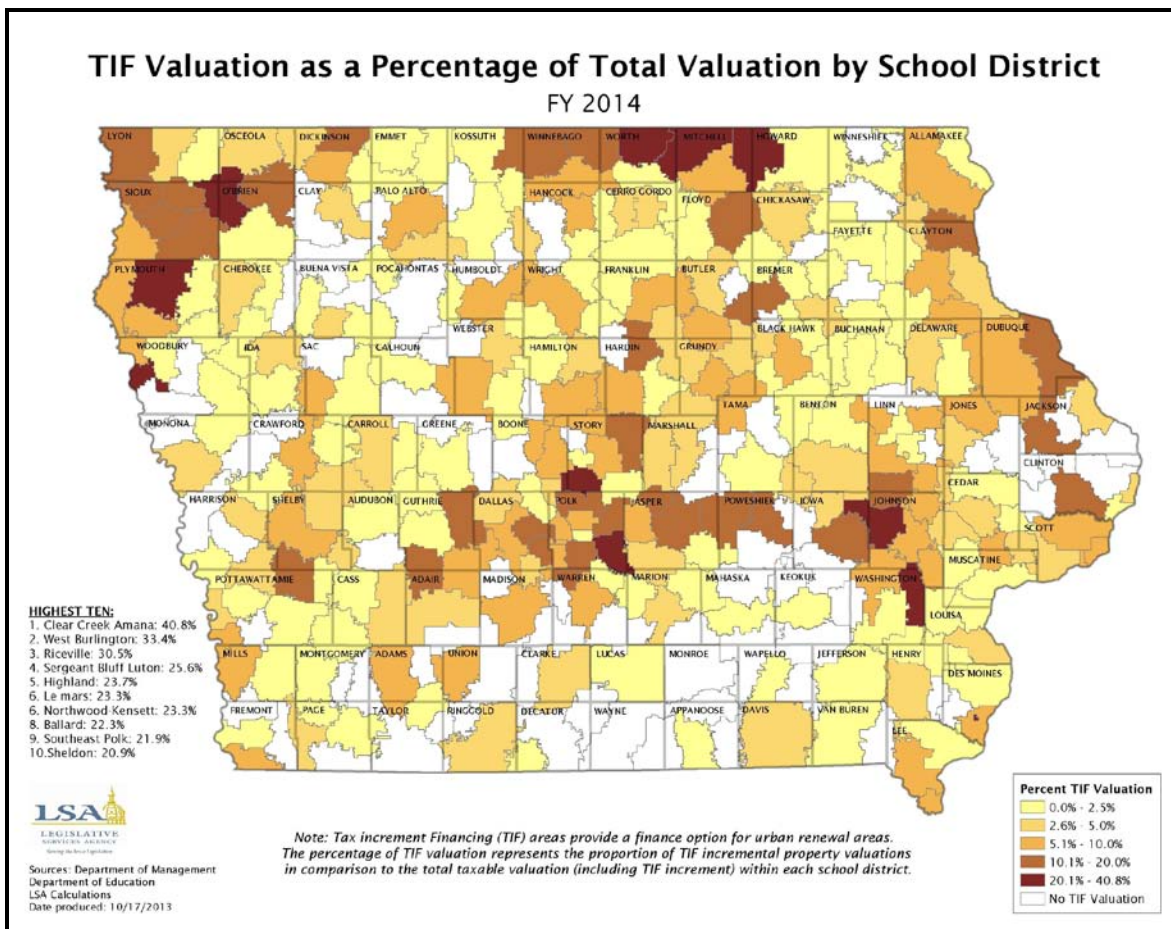 TIF Valuation as a Percentage of Total Valuation by School District
FY 2014
LYON
OSCEOLA
DICKINSON
EMMET
KOSSUTH
WINNEBAGO
WORTH
MITCHELL
HOWARD
WINNESHIEK
ALLAMAKEE
SIOUX
O'BRIEN
CLAY
PALO ALTO
HANCOCK
CERRO GORDO
FLOYD
CHICKASAW
FAYETTE
CLAYTON
PLYMOUTH
CHEROKEE
BUENA VISTA
POCAHONTAS
HUMBOLDT
WRIGHT
FRANKLIN
BUTLER
BREMER
WOODBURY
IDA
SAC
CALHOUN
WEBSTER
HAMILTON
HARDIN
GRUNDY
BLACK HAWK
BUCHANAN
DELAWARE
DUBUQUE
MONONA
CRAWFORD
CARROLL
GREENE
BOONE
STORY
MARSHALL
TAMA
BENTON
LINN
JONES
JACKSON
CLINTON
CEDAR
HARRISON
SHELBY
AUDUBON
GUTHRIE
DALLAS
POLK
JASPER
POWESHIEK
IOWA
JOHNSON
SCOTT
MUSCATINE
POTTAWATTAMIE
CASS
ADAIR
MADISON
WARREN
MARION
MAHASKA
KEOKUK
WASHINGTON
LOUISA
MILLS
MONTGOMERY
ADAMS
UNION
CLARKE
LUCAS
MONROE
WAPELLO
JEFFERSON
HENRY
DES MOINES
FREMONT
PAGE
TAYLOR
RINGGOLD
DECATUR
WAYNE
APPANOOSE
DAVIS
VAN BUREN
LEE
HIGHEST TEN:
1. Clear Creek Amana: 40.8%
2. West Burlington: 33.4%
3. Riceville: 30.5%
4. Sergeant Bluff Luton: 25.6%
5. Highland: 23.7%
6. Le mars: 23.3%
6. Northwood-Kensett: 23.3%
8. Ballard: 22.3%
9. Southeast Polk: 21.9%
10.Sheldon: 20.9%
LSA
LEGISLATIVE
SERVICES AGENCY
Serving the Iowa Legislature
Sources: Department of Management
Department of Education
LSA Calculations
Date produced: 10/17/2013
Note: Tax increment Financing (TIF) areas provide a finance option for urban renewal areas.
The percentage of TIF valuation represents the proportion of TIF incremental property valuations
in comparison to the total taxable valuation (including TIF increment) within each school district.
Percent TIF Valuation
0.0% - 2.5%
2.6% - 5.0%
5.1% - 10.0%
10.1% - 20.0%
20.1% - 40.8%
No TIF Valuation